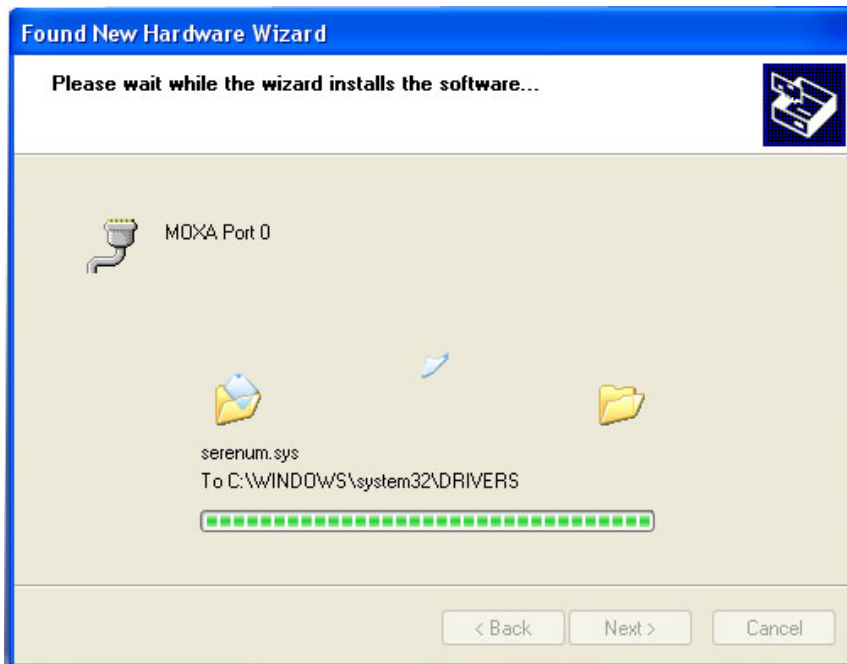 Found New Hardware Wizard
Please wait while the wizard installs the software...
MOXA Port 0
serenum.sys
To C:\WINDOWS\system32\DRIVERS
< Back
Next >
Cancel